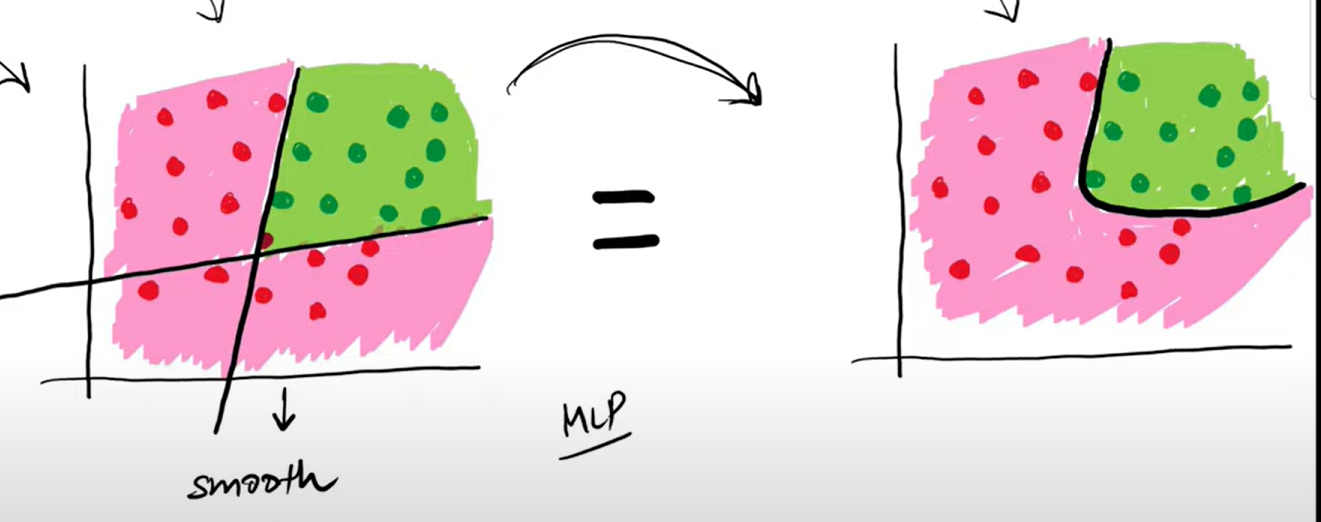 =
MLP
smooth